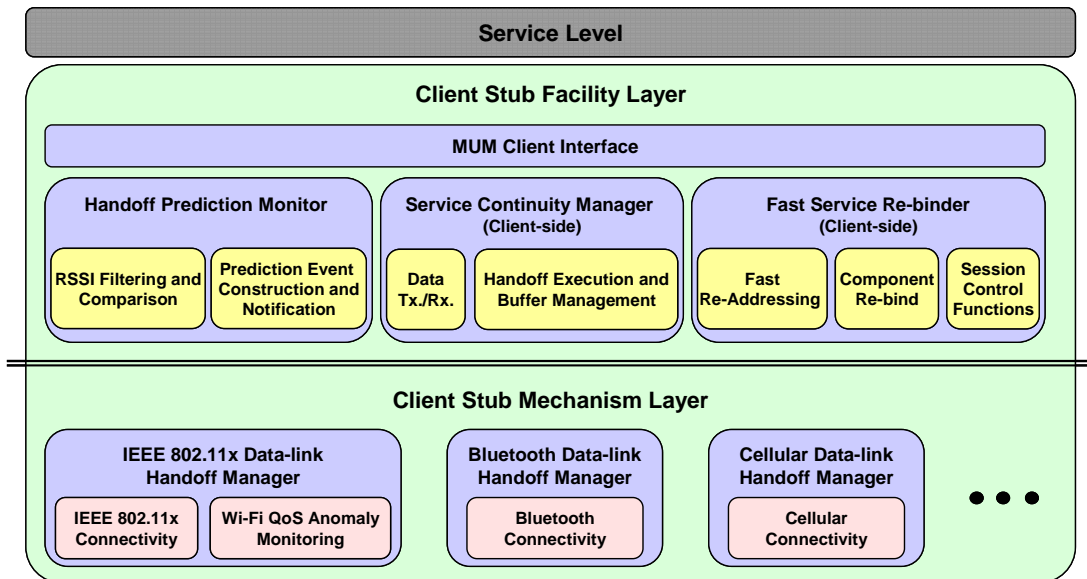 Service Level
Client Stub Facility Layer
MUM Client Interface
Handoff Prediction Monitor
RSSI Filtering and
Comparison
Prediction Event
Construction and
Notification
Service Continuity Manager
(Client-side)
Data
Tx./Rx.
Handoff Execution and
Buffer Management
Fast Service Re-binder
(Client-side)
Fast
Re-Addressing
Component
Re-bind
Session
Control
Functions
Client Stub Mechanism Layer
IEEE 802.11x Data-link
Handoff Manager
IEEE 802.11x
Connectivity
Wi-Fi QoS Anomaly
Monitoring
Bluetooth Data-link
Handoff Manager
Bluetooth
Connectivity
Cellular Data-link
Handoff Manager
Cellular
Connectivity